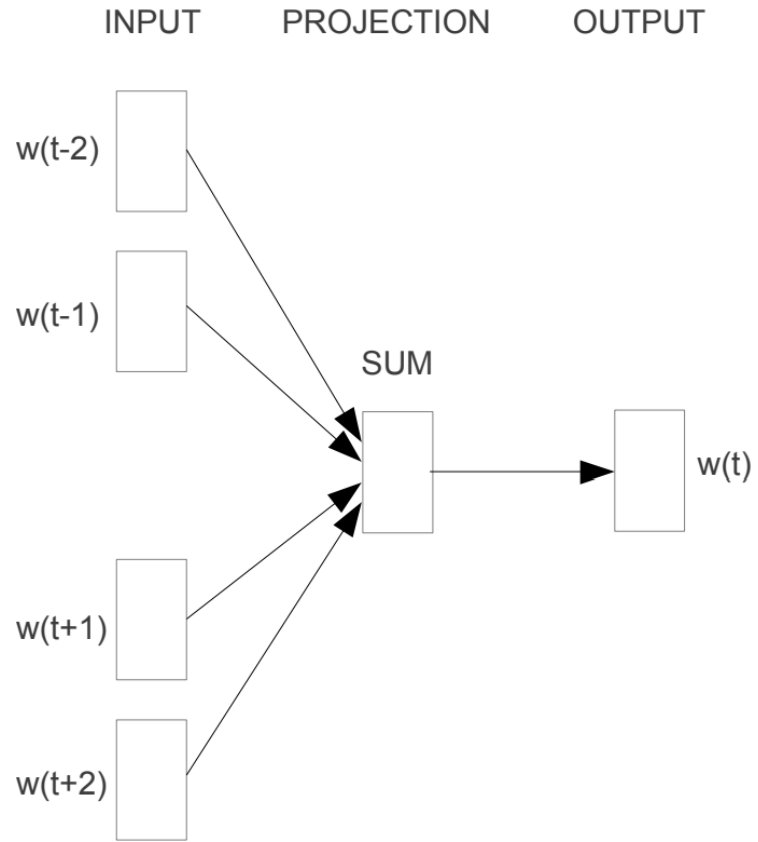 INPUT PROJECTION OUTPUT
w(t-2)
w(t-1)
SUM
w(t)
w(t+1)
w(t+2)